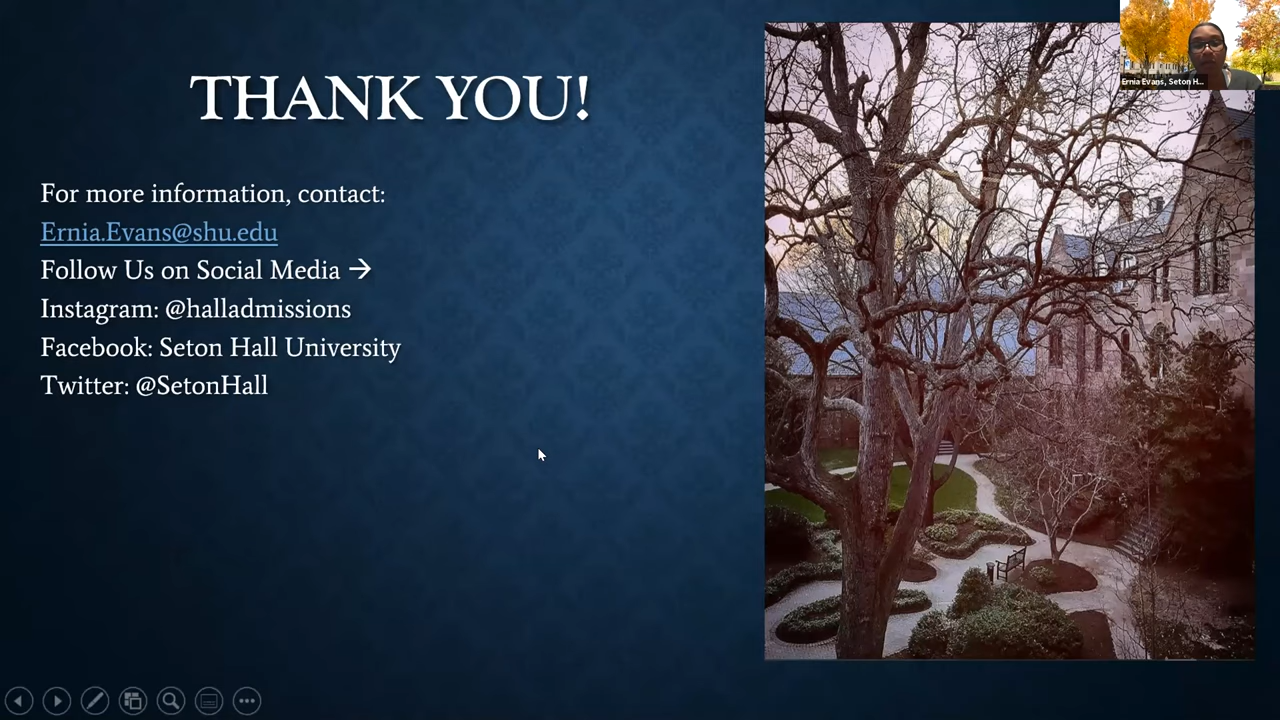 THANK YOU!
For more information, contact:
Ernia.Evans@shu.edu
Follow Us on Social Media →
Instagram: @halladmissions
Facebook: Seton Hall University
Twitter: @SetonHall
Ernia Evans, Seton H...